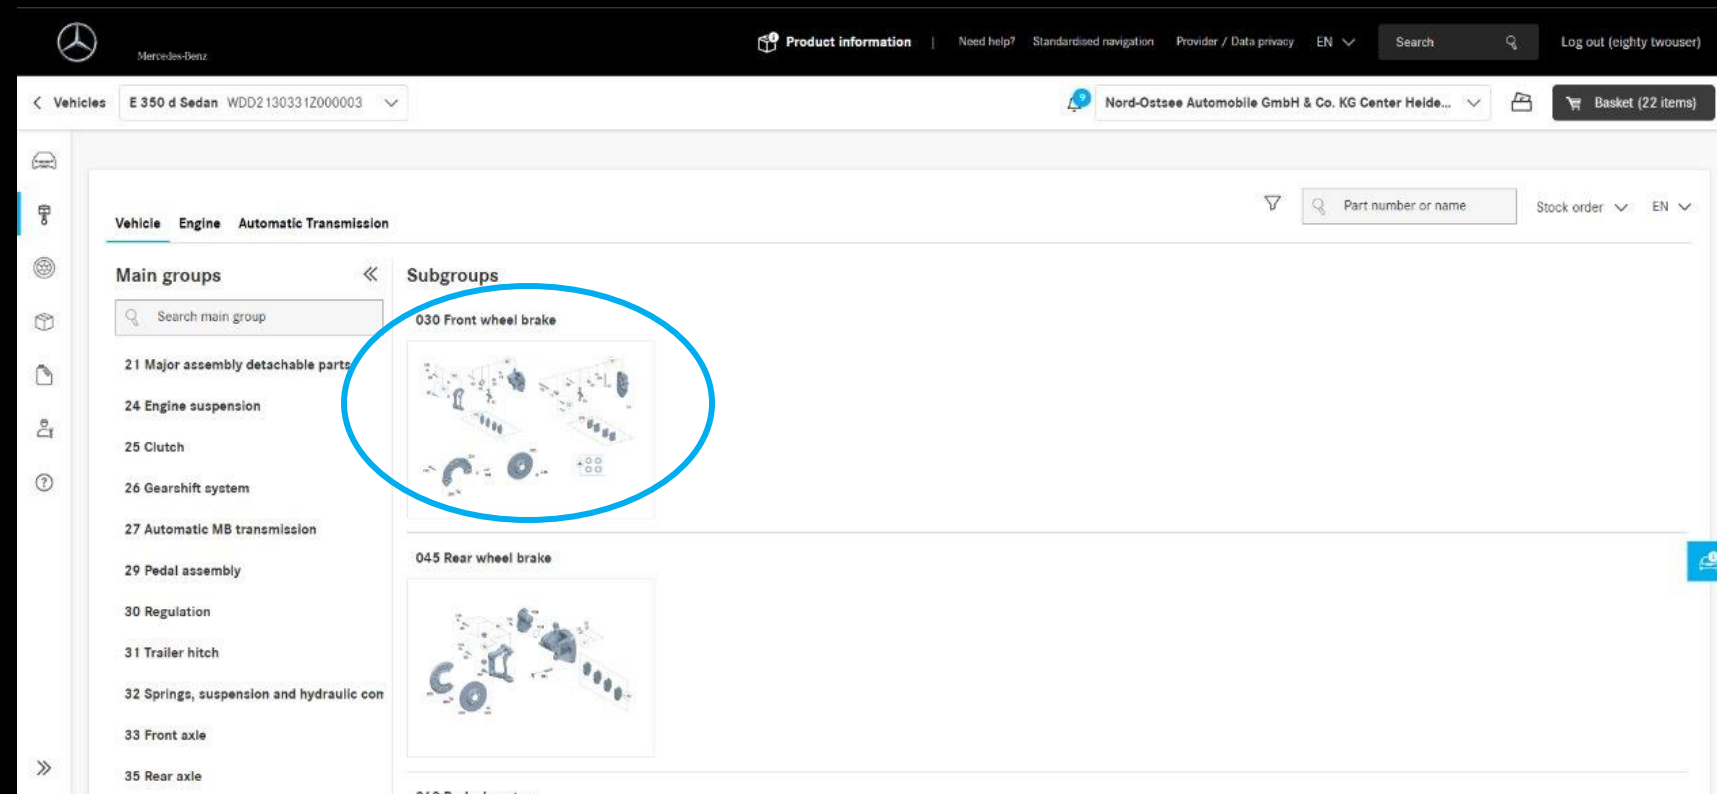 Mercedes-Benz
Product information | Need help? Standardised navigation Provider / Data privacy EN Search Log out (eighty twouser)
Vehicles E 350 d Sedan WDD2130331Z000003 9 Nord-Ostsee Automobile GmbH & Co. KG Center Heide... Basket (22 items)
Vehicle Engine Automatic Transmission
Part number or name Stock order EN
Main groups
Search main group
21 Major assembly detachable parts
24 Engine suspension
25 Clutch
26 Gearshift system
27 Automatic MB transmission
29 Pedal assembly
30 Regulation
31 Trailer hitch
32 Springs, suspension and hydraulic com
33 Front axle
35 Rear axle
Subgroups
030 Front wheel brake
045 Rear wheel brake